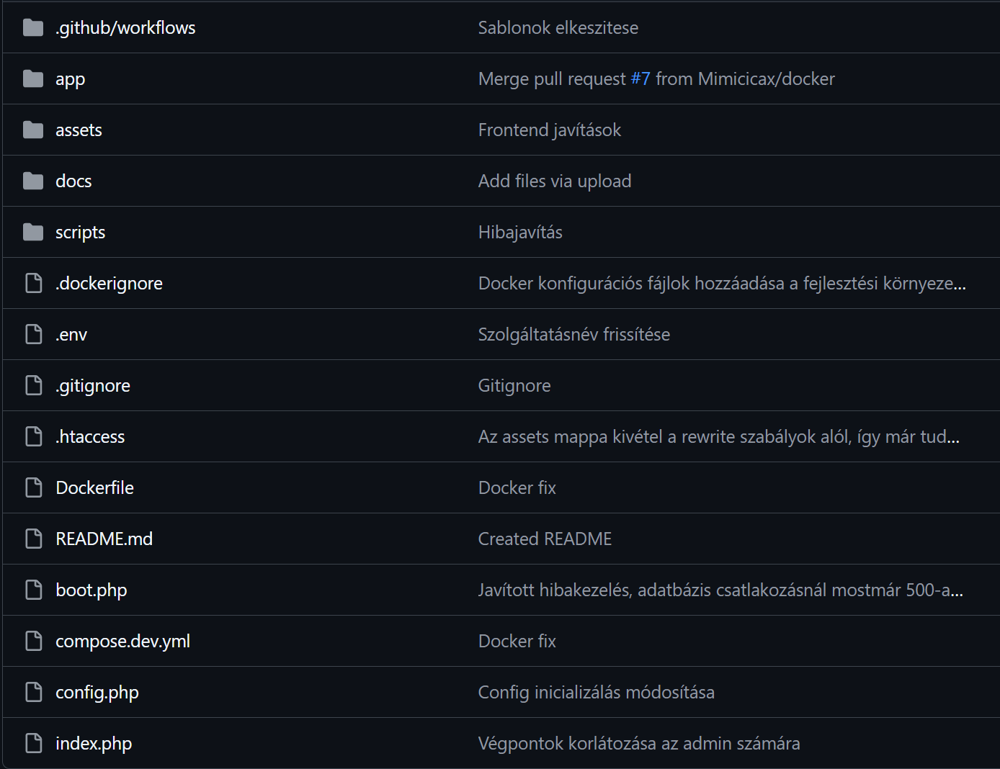 .github/workflows Sablonok elkeszitese
app Merge pull request #7 from Mimicicax/docker
assets Frontend javítások
docs Add files via upload
scripts Hibajavítás
.dockerignore Docker konfigurációs fájlok hozzáadása a fejlesztési környeze...
.env Szolgáltatásnév frissítése
.gitignore Gitignore
.htaccess Az assets mappa kivétel a rewrite szabályok alól, így már tud...
Dockerfile Docker fix
README.md Created README
boot.php Javított hibakezelés, adatbázis csatlakozásnál mostmár 500-a...
compose.dev.yml Docker fix
config.php Config inicializálás módosítása
index.php Végpontok korlátozása az admin számára